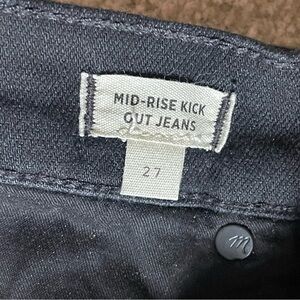 MID-RISE KICK
OUT JEANS
27
m